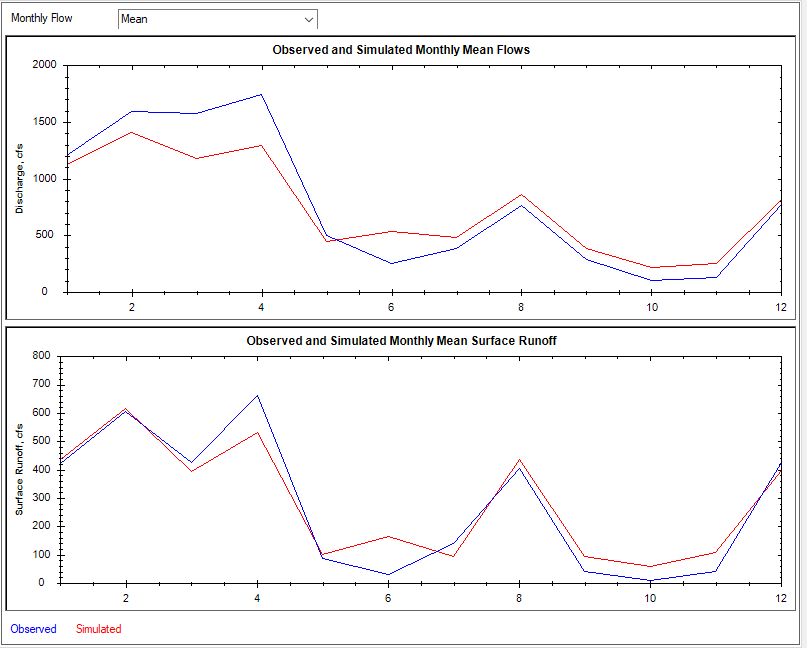 Monthly Flow Mean
Observed and Simulated Monthly Mean Flows
2000
1500
1000
500
0
Discharge, cfs
2 4 6 8 10 12
Observed and Simulated Monthly Mean Surface Runoff
800
700
600
500
400
300
200
100
0
Surface Runoff, cfs
2 4 6 8 10 12
Observed Simulated